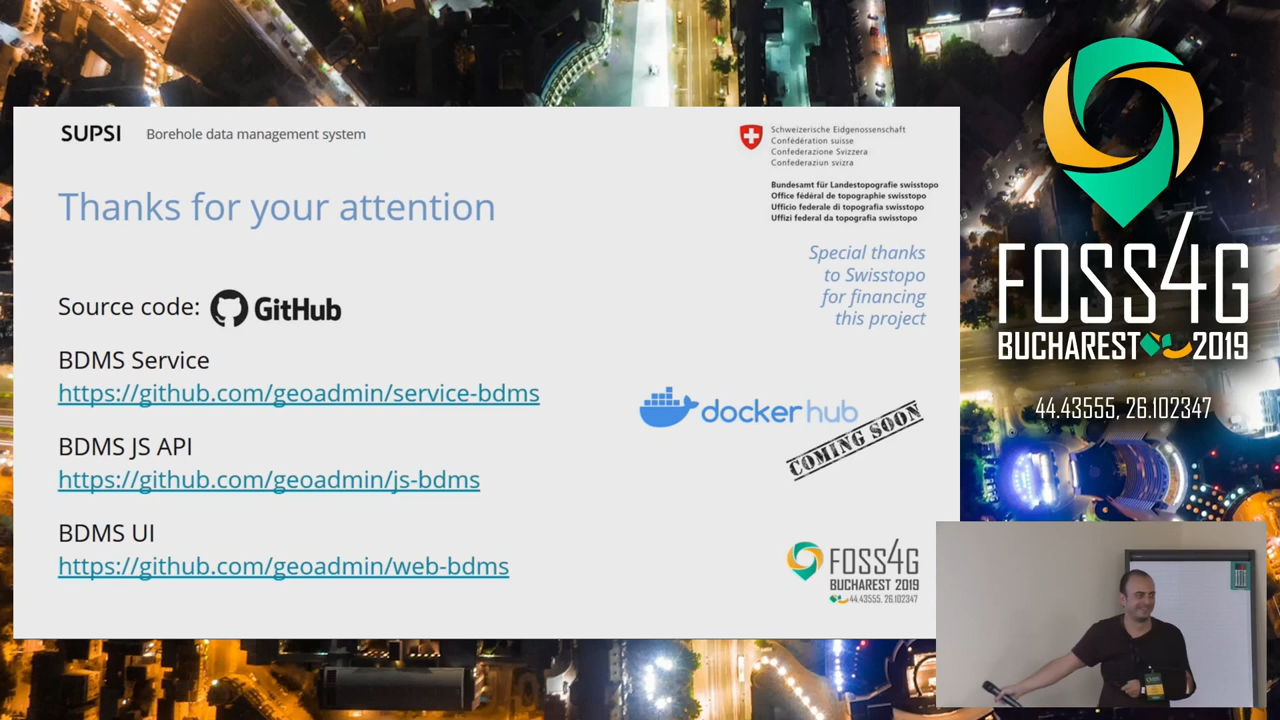 SUPSI
Borehole data management system
Schweizerische Eidgenossenschaft
Confédération suisse
Confederazione Svizzera
Confederaziun svizra
Bundesamt für Landestopografie swisstopo
Office fédéral de topographie swisstopo
Ufficio federale di topografia swisstopo
Uffizi federal da topografia swisstopo
Thanks for your attention
Special thanks
to Swisstopo
for financing
this project
Source code: GitHub
BDMS Service
https://github.com/geoadmin/service-bdms
docker hub
COMING SOON
BDMS JS API
https://github.com/geoadmin/js-bdms
BDMS UI
https://github.com/geoadmin/web-bdms
FOSS4G
BUCHAREST 2019
44.43555, 26.102347
FOSS4G
BUCHAREST 2019
44.43555, 26.102347